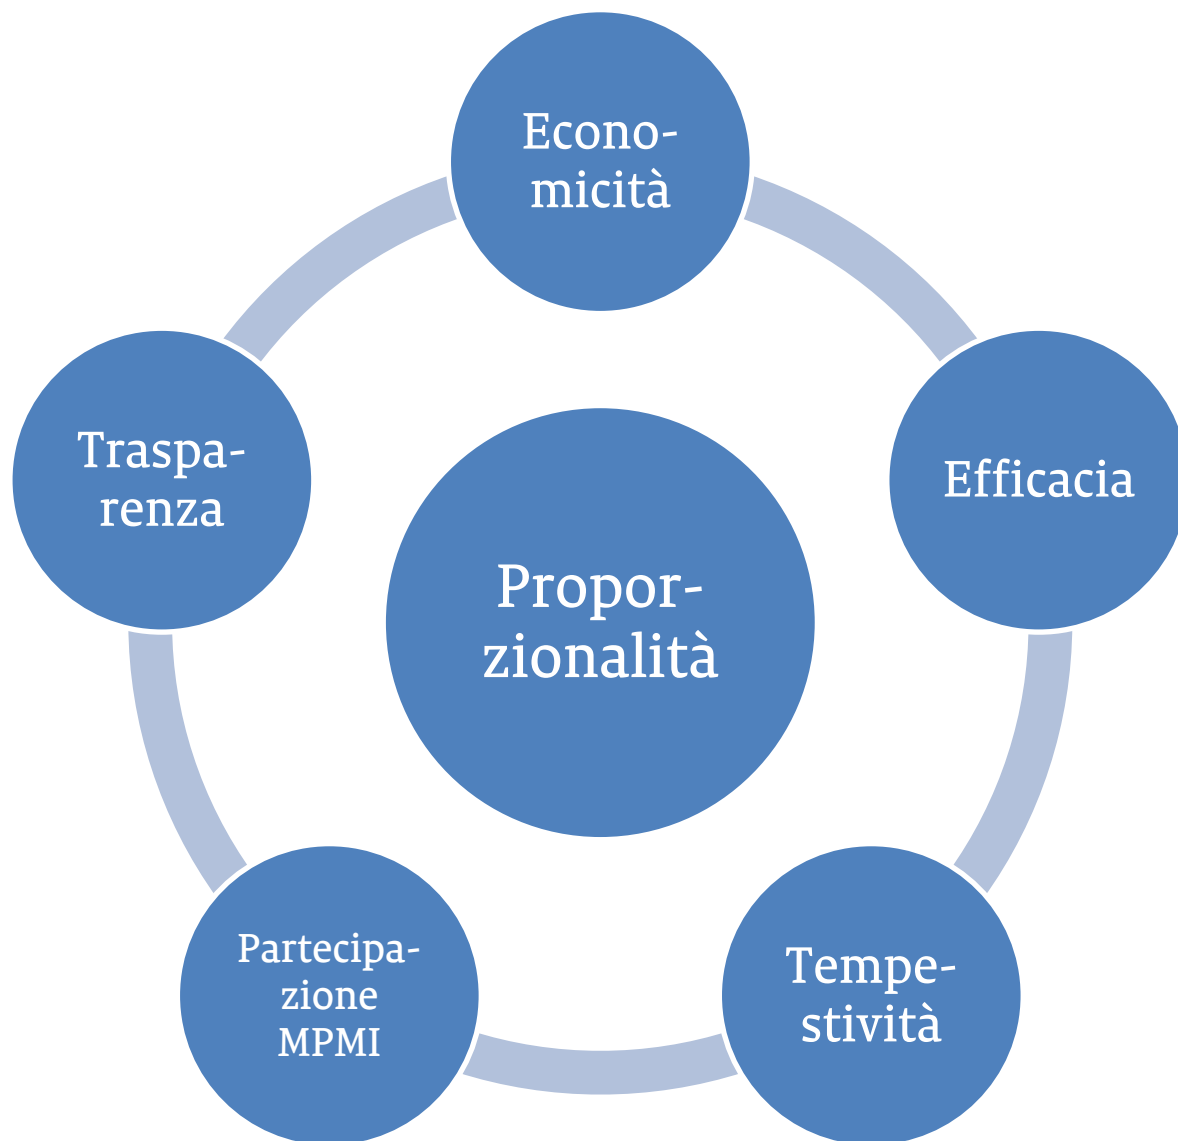 Econo-
micità
Efficacia
Traspa-
renza
Propor-
zionalità
Partecipa-
zione
MPMI
Tempe-
stività